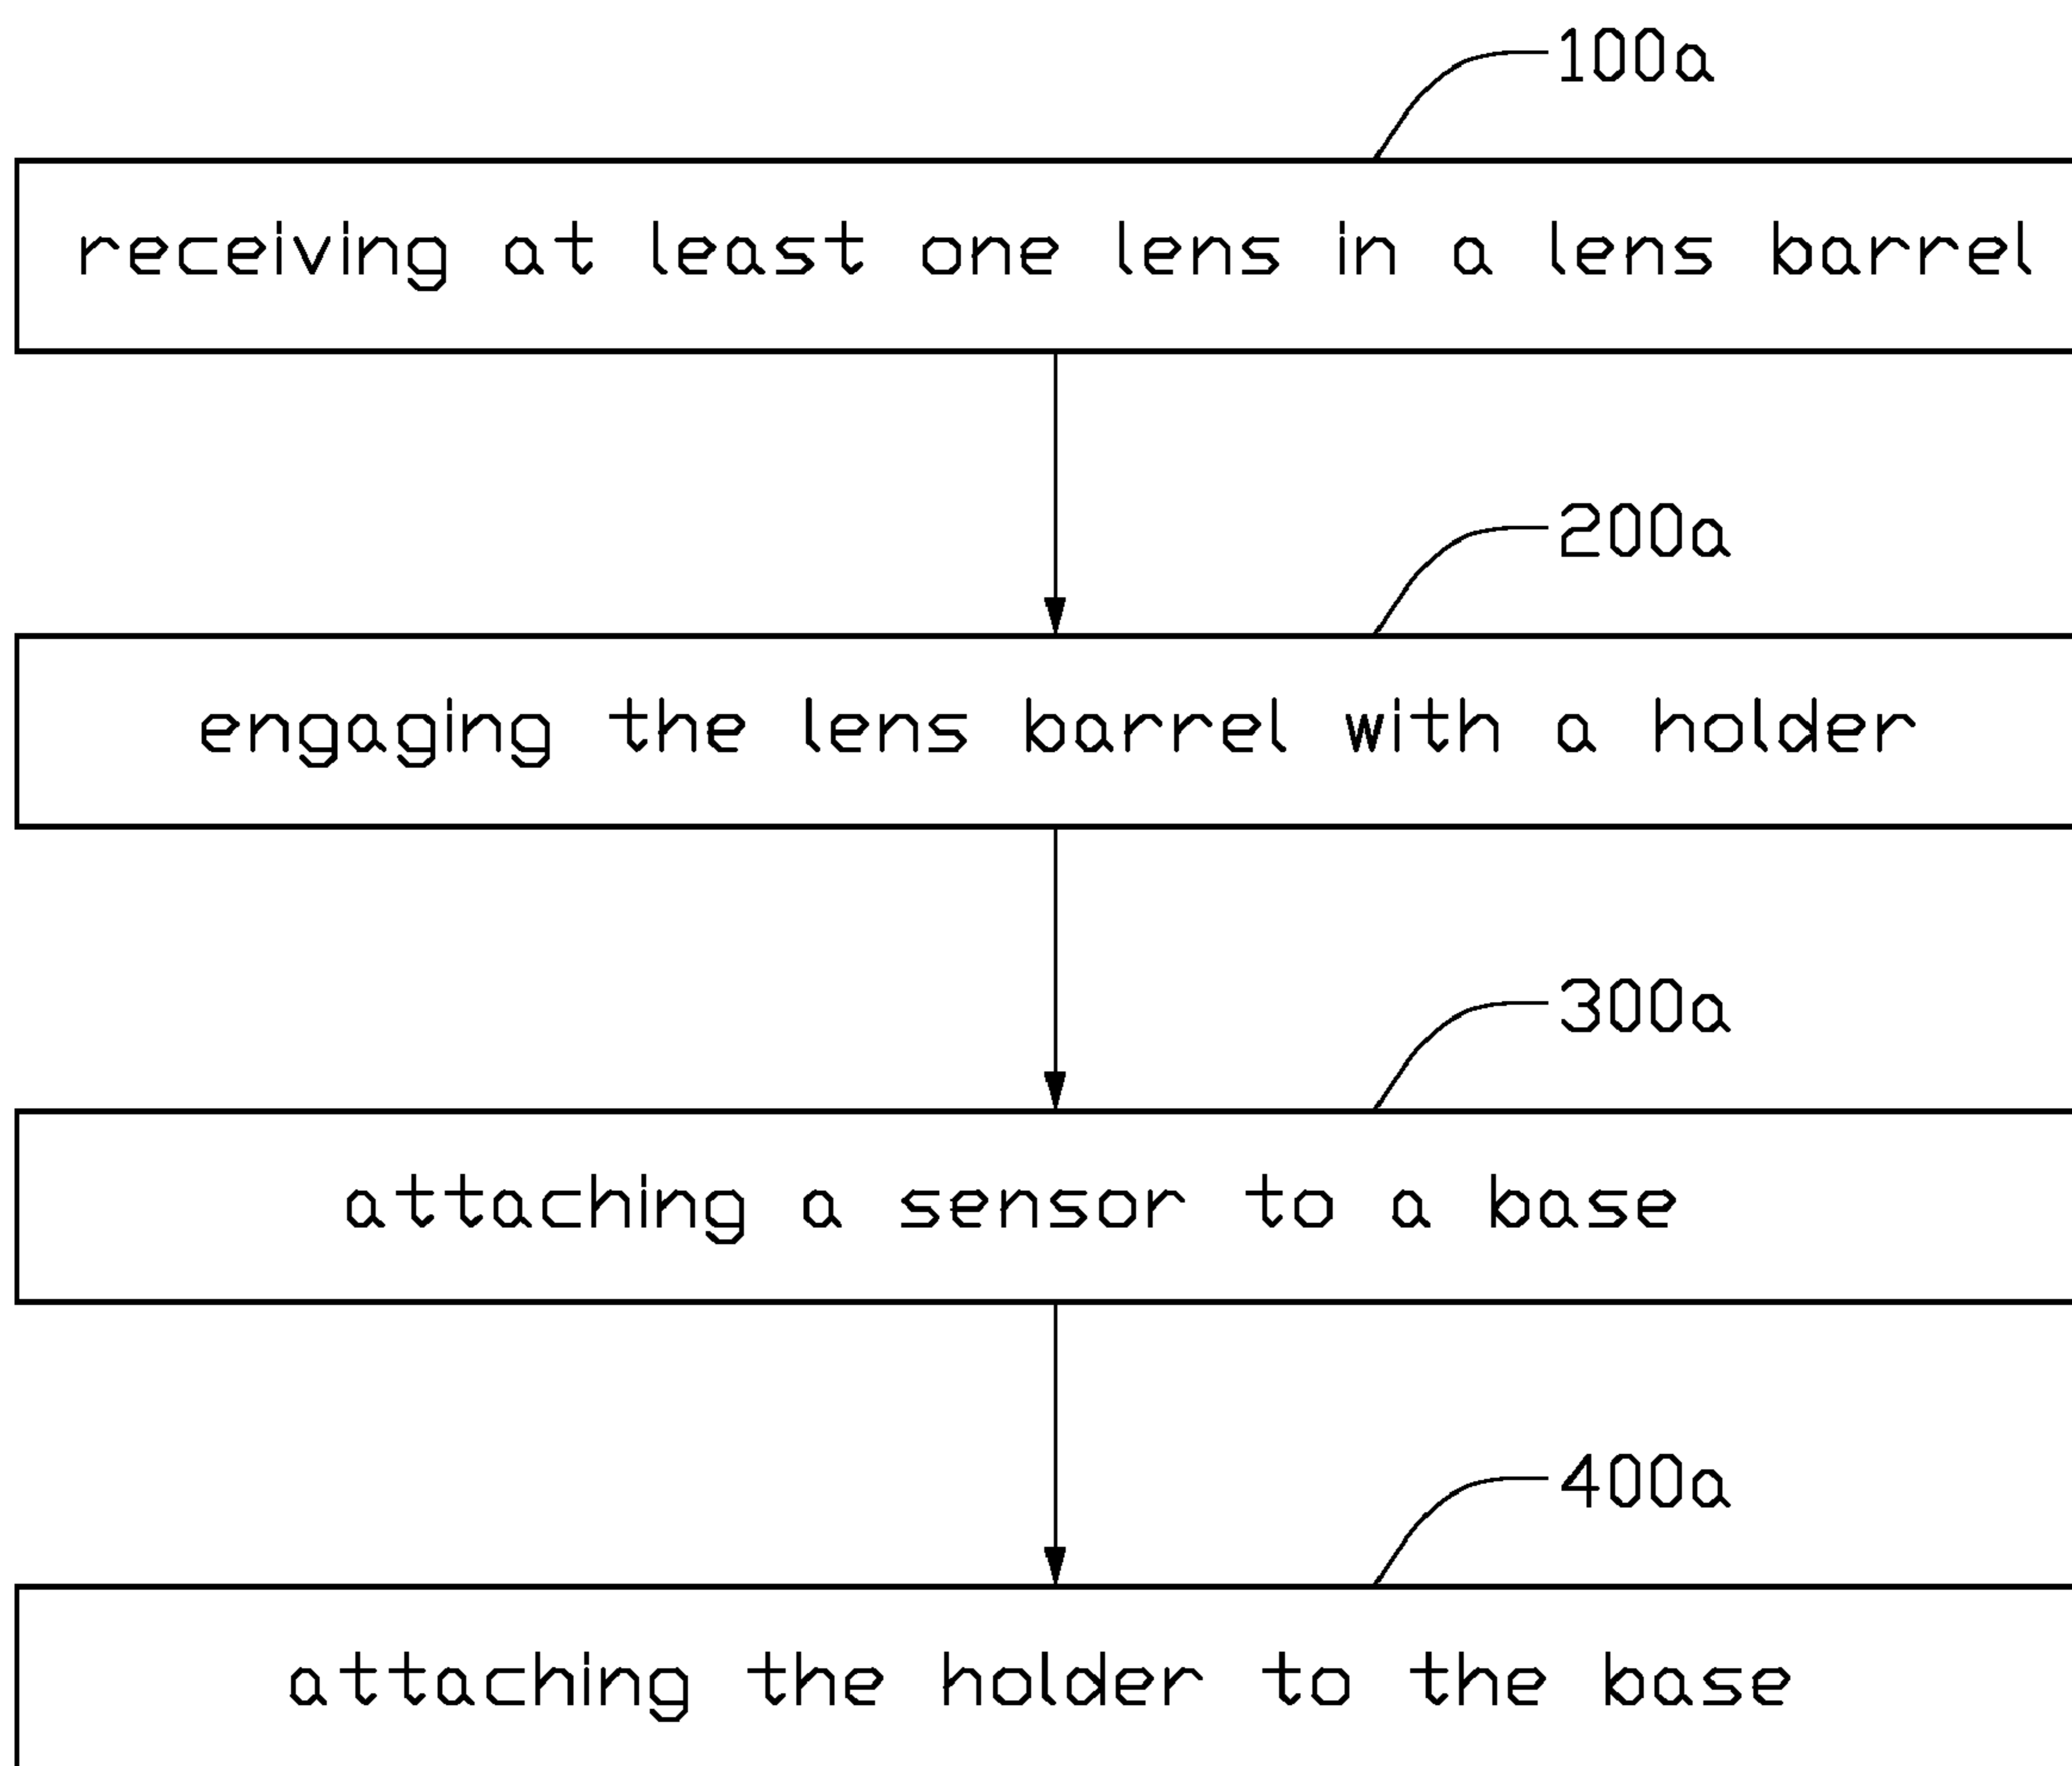 100a
receiving at least one lens in a lens barrel
200a
engaging the lens barrel with a holder
300a
attaching a sensor to a base
400a
attaching the holder to the base